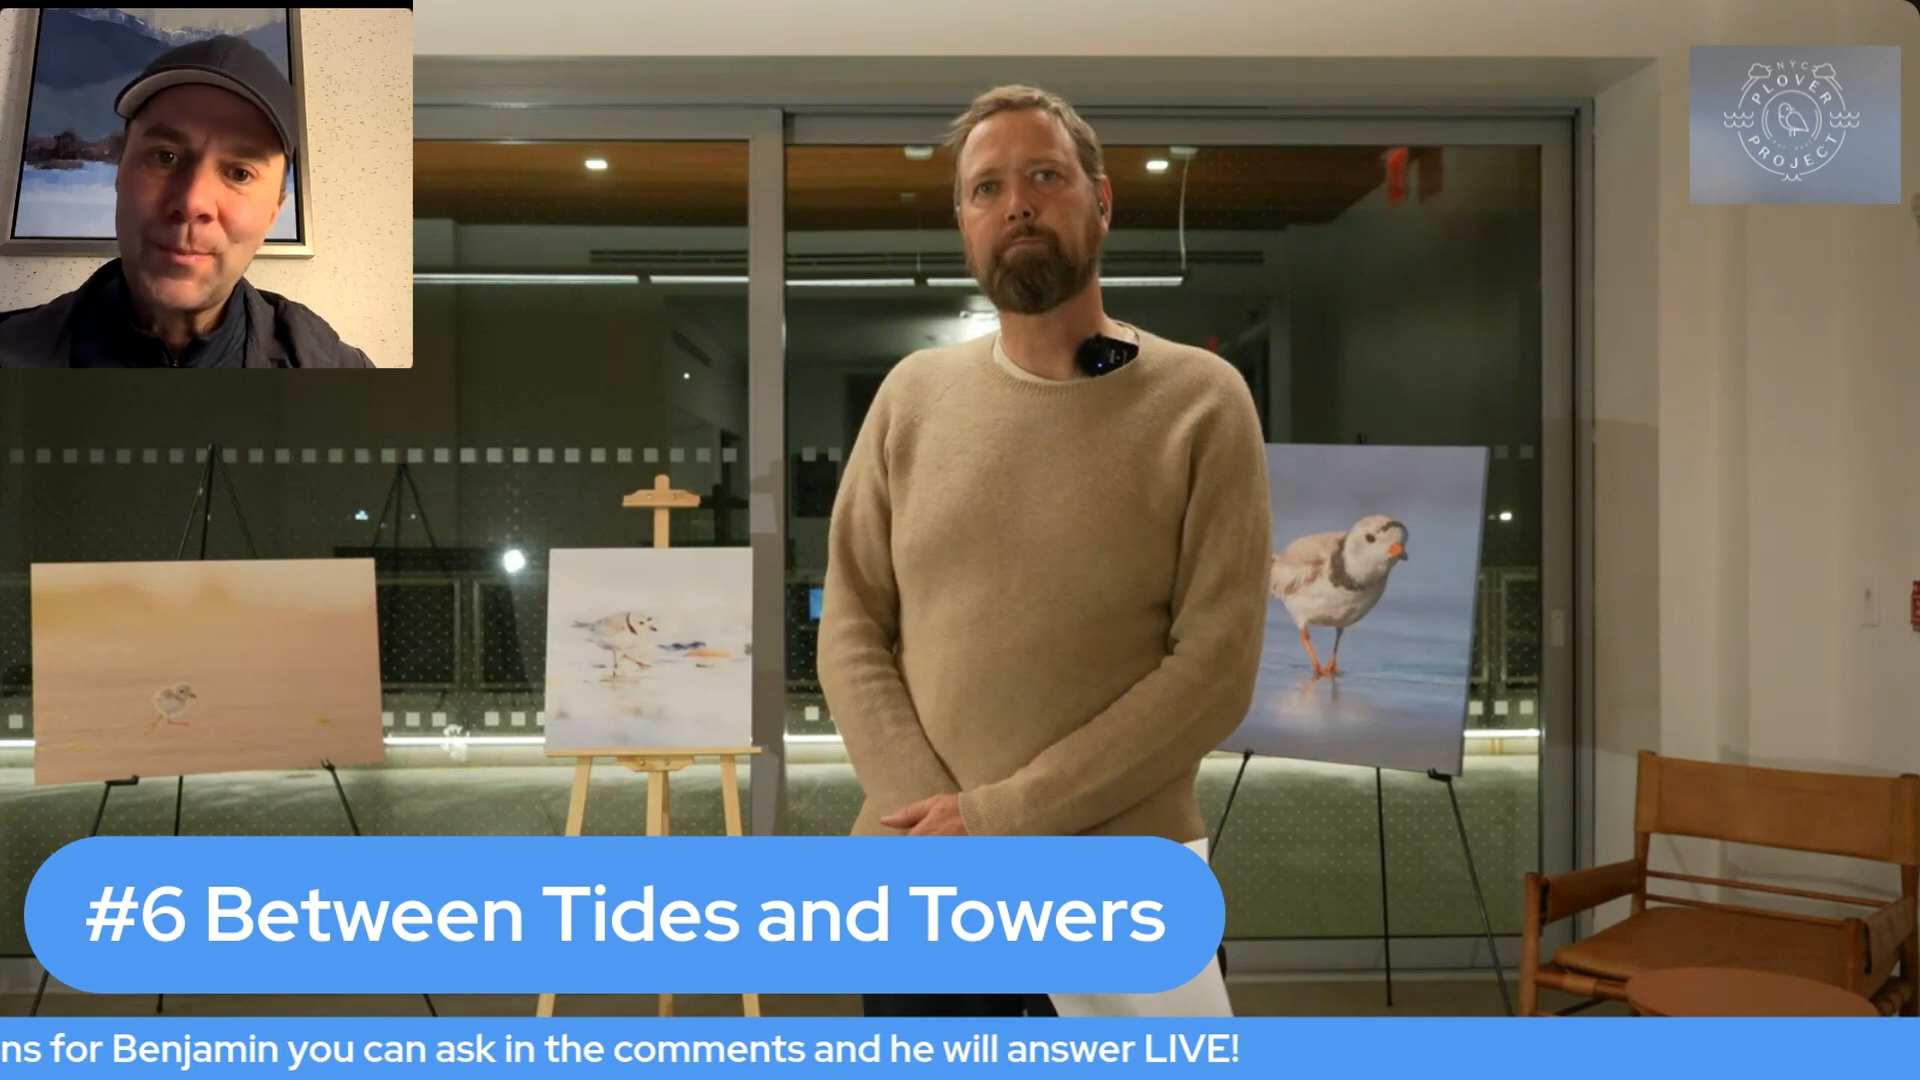 NYC
PLOVER
PROJECT
#6 Between Tides and Towers
ns for Benjamin you can ask in the comments and he will answer LIVE!